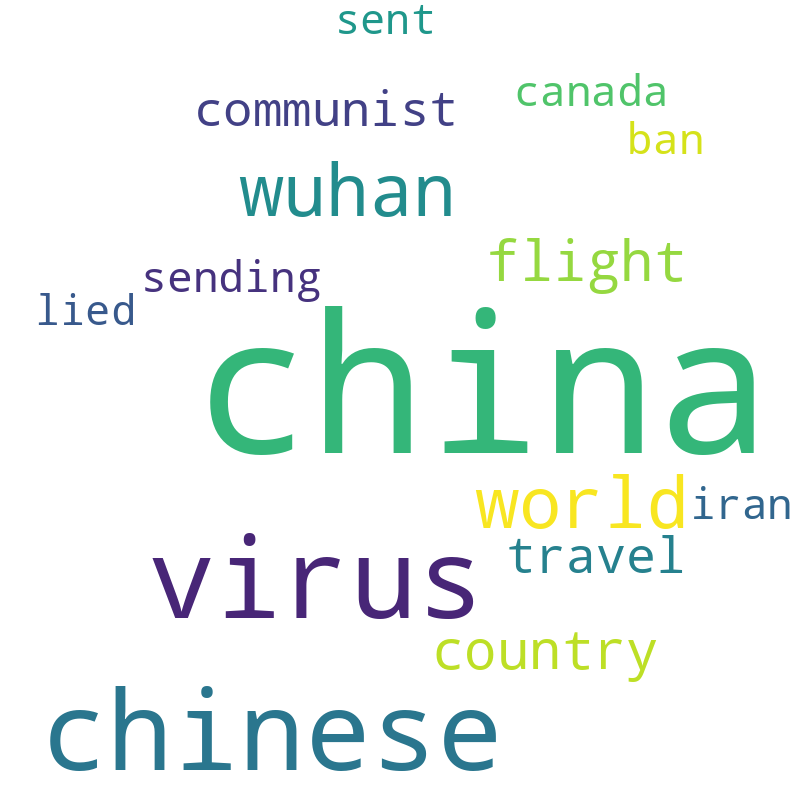 sent
canada
communist
ban
wuhan
flight
sending
lied
china
world
iran
travel
virus
country
chinese